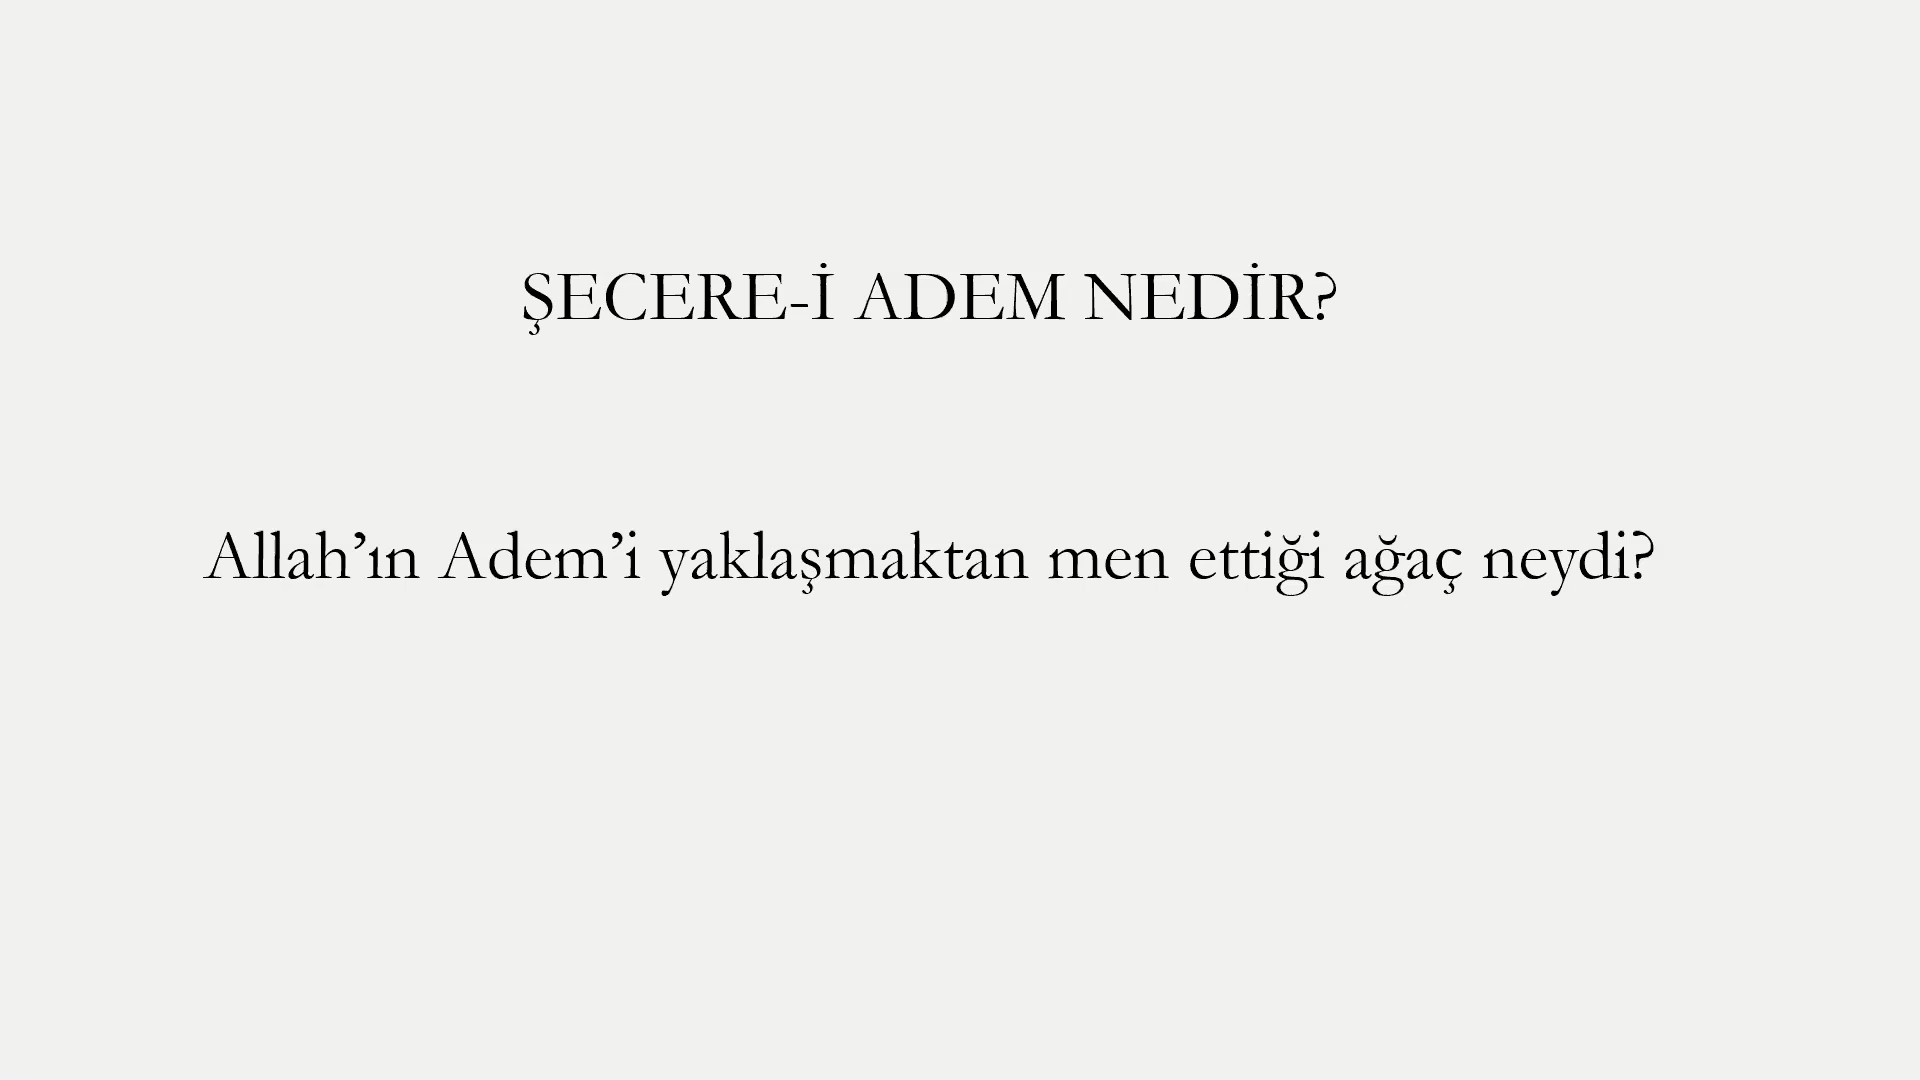 ŞECERE-İ ADEM NEDİR?
Allah’ın Adem’i yaklaşmaktan men ettiği ağaç neydi?